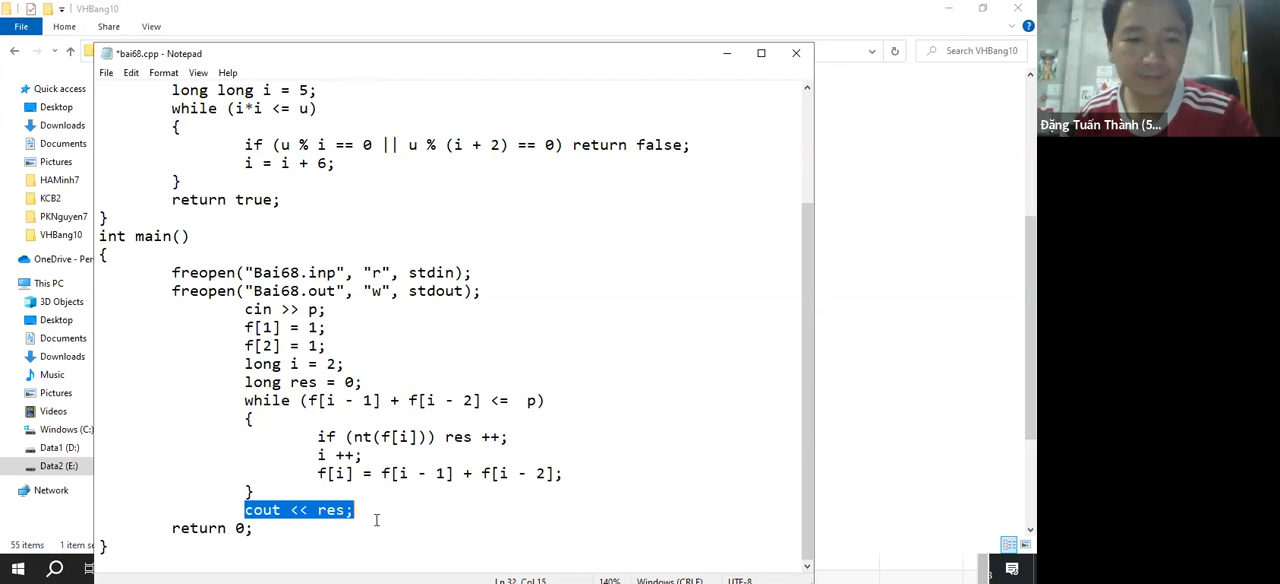 VHBang10
File Home Share View
Search VHBang10
*bai68.cpp - Notepad
File Edit Format View Help
Quick access
Desktop
Downloads
Documents
Pictures
HAMinh7
KCB2
PKNguyen7
VHBang10
OneDrive - Per
This PC
3D Objects
Desktop
Documents
Downloads
Music
Pictures
Videos
Windows (C:
Data1 (D:)
Data2 (E:)
Network
55 items 1 item se
long long i = 5;
while (i*i <= u)
{
if (u % i == 0 || u % (i + 2) == 0) return false;
i = i + 6;
}
return true;
}
int main()
{
freopen("Bai68.inp", "r", stdin);
freopen("Bai68.out", "w", stdout);
cin >> p;
f[1] = 1;
f[2] = 1;
long i = 2;
long res = 0;
while (f[i - 1] + f[i - 2] <=  p)
{
if (nt(f[i])) res ++;
i ++;
f[i] = f[i - 1] + f[i - 2];
}
cout << res;
return 0;
}
Ln 32, Col 15 140% Windows (CRLF) UTF-8
Đặng Tuấn Thành (5...